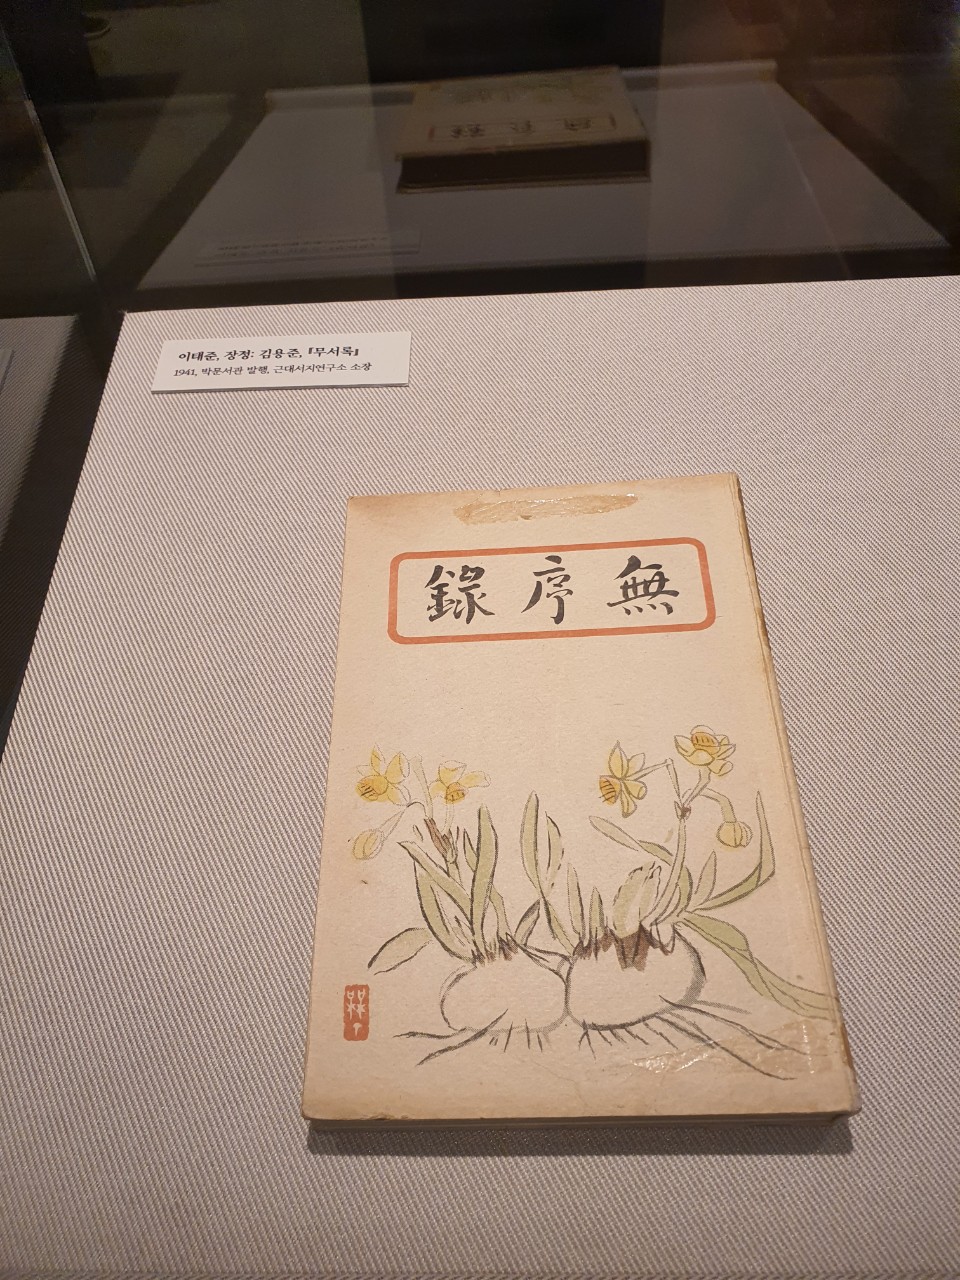 이태준, 장정: 김용준, 『무서록』
1941, 박문서관 발행, 근대서지연구소 소장
無序錄